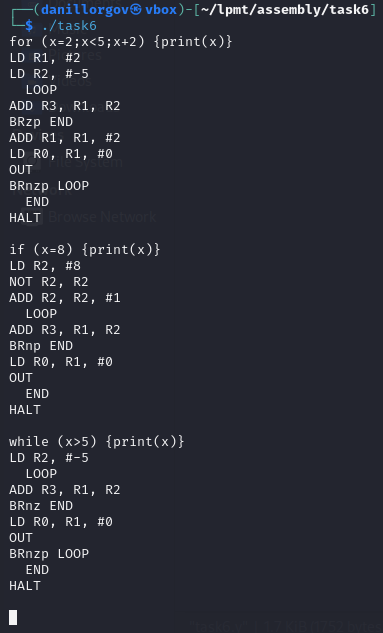 ┌──(danillorgov㉿vbox)-[~/lpmt/assembly/task6]
└─$ ./task6
for (x=2;x<5;x+2) {print(x)}
LD R1, #2
LD R2, #-5
  LOOP
ADD R3, R1, R2
BRzp END
ADD R1, R1, #2
LD R0, R1, #0
OUT
BRnzp LOOP
  END
HALT

if (x=8) {print(x)}
LD R2, #8
NOT R2, R2
ADD R2, R2, #1
  LOOP
ADD R3, R1, R2
BRnp END
LD R0, R1, #0
OUT
  END
HALT

while (x>5) {print(x)}
LD R2, #-5
  LOOP
ADD R3, R1, R2
BRnz END
LD R0, R1, #0
OUT
BRnzp LOOP
  END
HALT
Browse Network